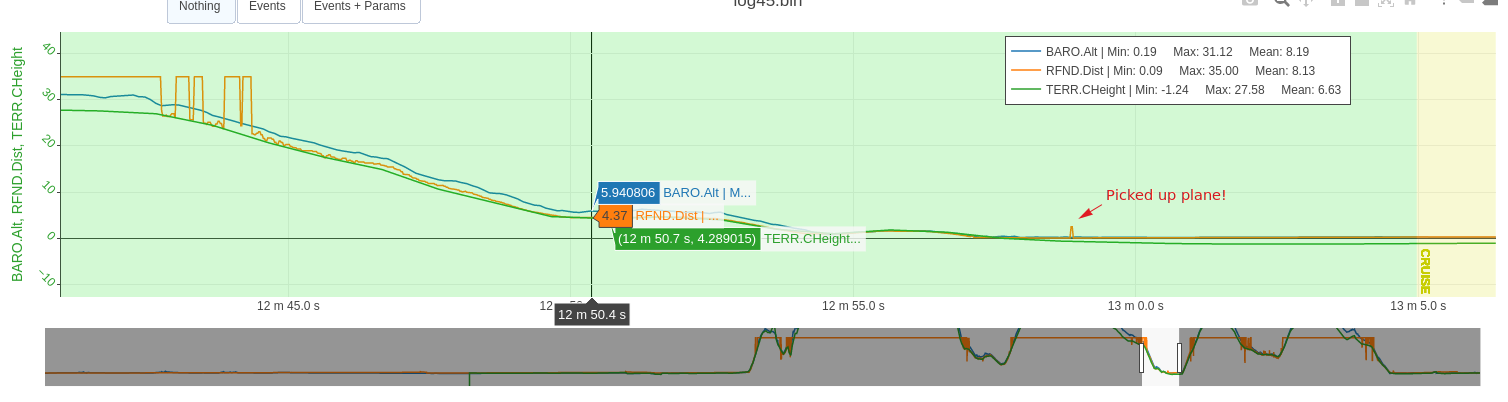 Nothing
Events
Events + Params
log45.bin
BARO.Alt, RFND.Dist, TERR.CHeight
40
30
20
10
0
−10
BARO.Alt | Min: 0.19 Max: 31.12 Mean: 8.19
RFND.Dist | Min: 0.09 Max: 35.00 Mean: 8.13
TERR.CHeight | Min: -1.24 Max: 27.58 Mean: 6.63
Picked up plane!
5.940806 BARO.Alt | M...
4.37 RFND.Dist | ...
(12 m 50.7 s, 4.289015) TERR.CHeight...
CRUISE
12 m 45.0 s
12 m 55.0 s
13 m 0.0 s
13 m 5.0 s
12 m 50.4 s